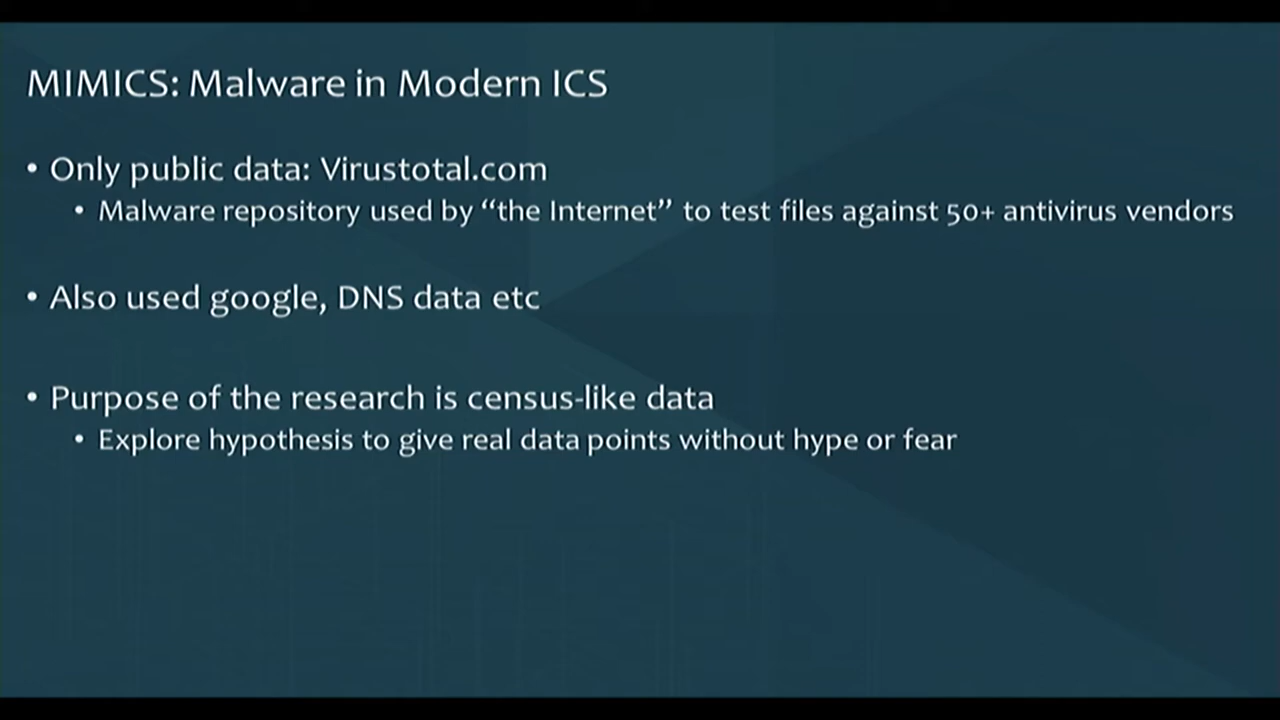 MIMICS: Malware in Modern ICS
• Only public data: Virustotal.com
• Malware repository used by “the Internet” to test files against 50+ antivirus vendors
• Also used google, DNS data etc
• Purpose of the research is census-like data
• Explore hypothesis to give real data points without hype or fear